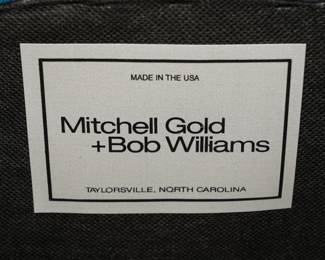 MADE IN THE USA
Mitchell Gold
+Bob Williams
TAYLORSVILLE, NORTH CAROLINA